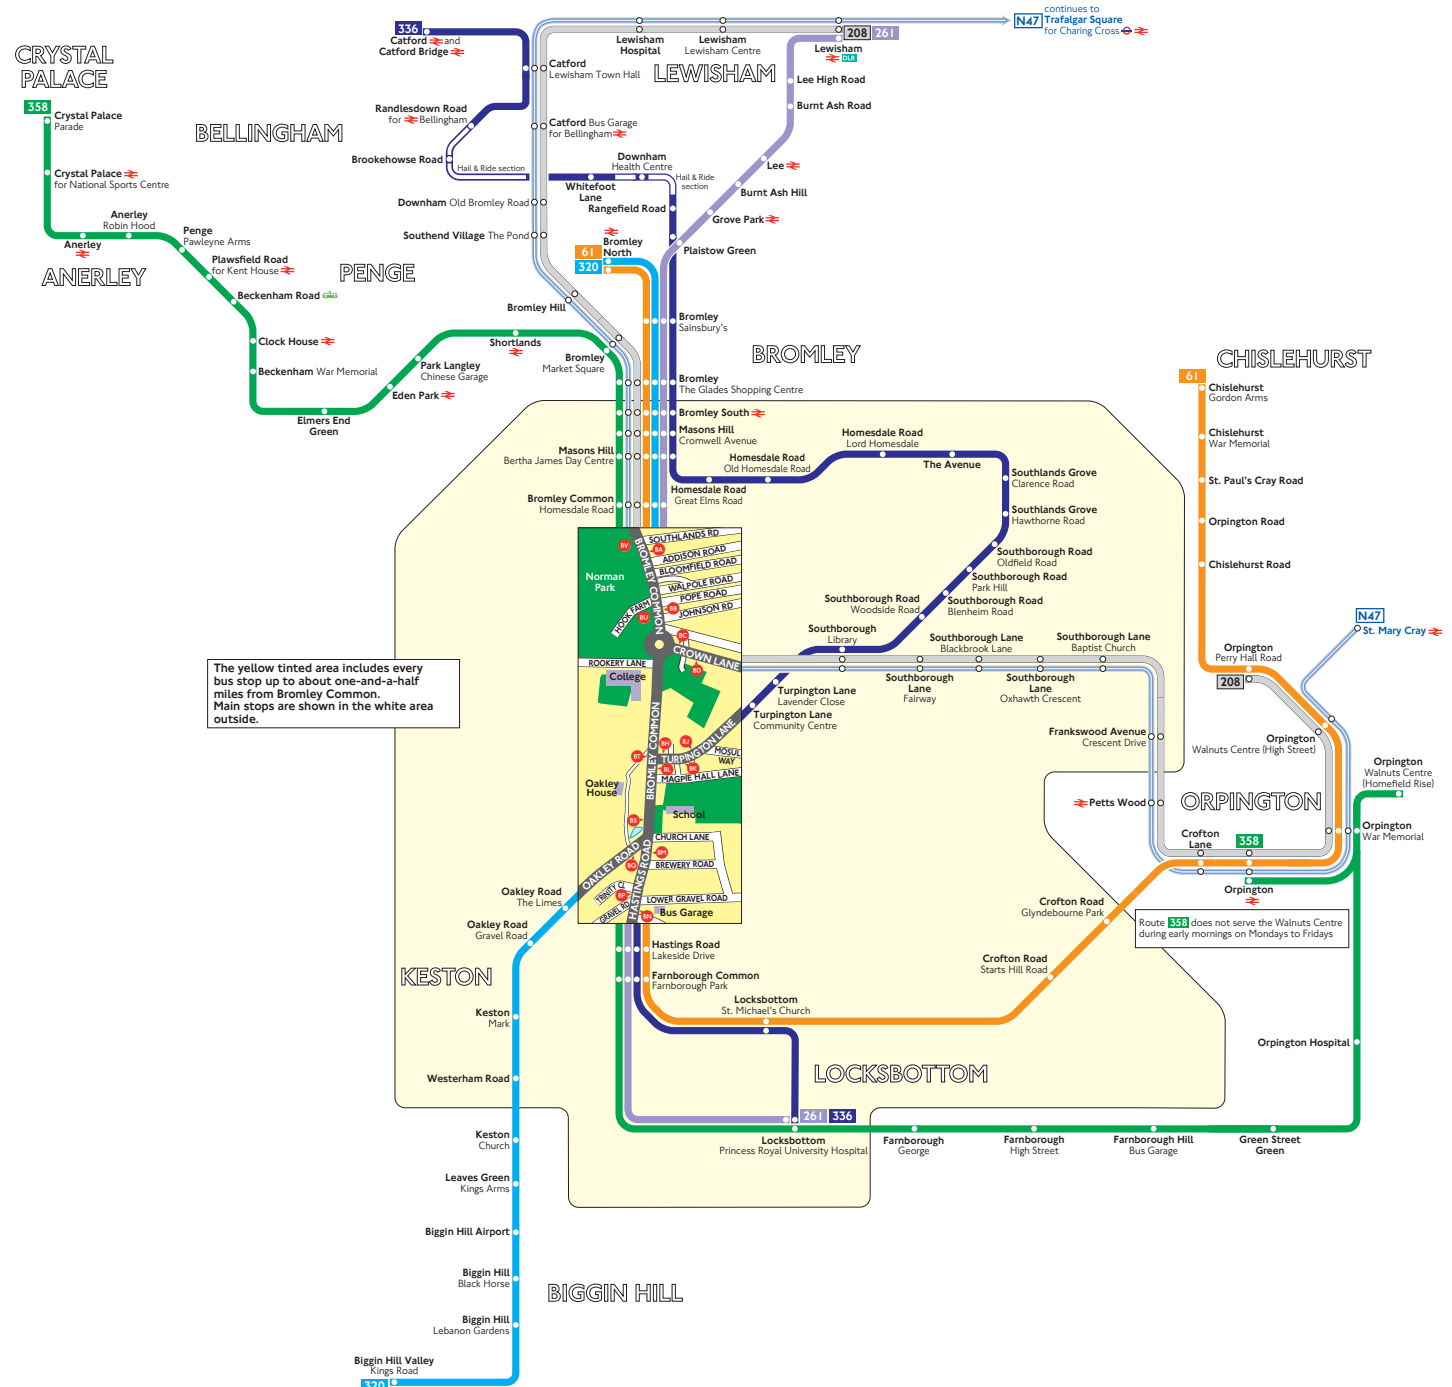 336
Catford and
Catford Bridge
Lewisham
Hospital
Lewisham
Lewisham Centre
208
261
Lewisham
DLR
N47
continues to
Trafalgar Square
for Charing Cross
CRYSTAL
PALACE
358
Crystal Palace
Parade
Crystal Palace
for National Sports Centre
Anerley
Anerley
Robin Hood
ANERLEY
Penge
Pawleyne Arms
Plawsfield Road
for Kent House
PENGE
Beckenham Road
Clock House
Beckenham War Memorial
Elmers End
Green
Eden Park
Park Langley
Chinese Garage
Shortlands
Bromley
Market Square
BELLINGHAM
Randlesdown Road
for Bellingham
Brookehowse Road
Hail & Ride section
Catford
Lewisham Town Hall
Catford Bus Garage
for Bellingham
LEWISHAM
Lee High Road
Burnt Ash Road
Lee
Burnt Ash Hill
Grove Park
Plaistow Green
Downham
Health Centre
Hail & Ride
section
Whitefoot
Lane
Rangefield Road
Downham Old Bromley Road
Southend Village The Pond
Bromley Hill
61
320
Bromley
North
Bromley
Sainsbury's
BROMLEY
Bromley
The Glades Shopping Centre
Bromley South
Masons Hill
Cromwell Avenue
Masons Hill
Bertha James Day Centre
Bromley Common
Homesdale Road
Homesdale Road
Great Elms Road
Homesdale Road
Old Homesdale Road
Homesdale Road
Lord Homesdale
The Avenue
Southlands Grove
Clarence Road
Southlands Grove
Hawthorne Road
Southborough Road
Oldfield Road
Southborough Road
Park Hill
Southborough Road
Blenheim Road
Southborough Road
Woodside Road
Southborough
Library
Southborough Lane
Blackbrook Lane
Southborough Lane
Baptist Church
Southborough
Lane
Fairway
Southborough
Lane
Oxhawth Crescent
Turpington Lane
Lavender Close
Turpington Lane
Community Centre
CHISLEHURST
61
Chislehurst
Gordon Arms
Chislehurst
War Memorial
St. Paul's Cray Road
Orpington Road
Chislehurst Road
Orpington
Perry Hall Road
208
N47
St. Mary Cray
Orpington
Walnuts Centre (High Street)
Orpington
Walnuts Centre
(Homefield Rise)
Orpington
War Memorial
ORPINGTON
Frankswood Avenue
Crescent Drive
Petts Wood
Crofton
Lane
358
Orpington
Route 358 does not serve the Walnuts Centre
during early mornings on Mondays to Fridays
Crofton Road
Glyndebourne Park
Crofton Road
Starts Hill Road
Orpington Hospital
The yellow tinted area includes every
bus stop up to about one-and-a-half
miles from Bromley Common.
Main stops are shown in the white area
outside.
Norman
Park
BV
BA
SOUTHLANDS RD
ADDISON ROAD
BLOOMFIELD ROAD
WALPOLE ROAD
POPE ROAD
JOHNSON RD
HOOK FARM
BROMLEY COMMON
BB
BU
BC
BD
CROWN LANE
ROOKERY LANE
College
BROMLEY COMMON
TURPINGTON LANE
BH
BJ
BT
BL
BK
MOSUL
WAY
MAGPIE HALL LANE
Oakley
House
School
BS
CHURCH LANE
BM
BREWERY ROAD
OAKLEY ROAD
BQ
HASTINGS ROAD
TRINITY CL
BP
GRAVEL RD
LOWER GRAVEL ROAD
BN
Bus Garage
Oakley Road
The Limes
Oakley Road
Gravel Road
KESTON
Keston
Mark
Westerham Road
Keston
Church
Leaves Green
Kings Arms
Biggin Hill Airport
Biggin Hill
Black Horse
Biggin Hill
Lebanon Gardens
Biggin Hill Valley
Kings Road
320
BIGGIN HILL
Hastings Road
Lakeside Drive
Farnborough Common
Farnborough Park
Locksbottom
St. Michael's Church
LOCKSBOTTOM
261
336
Locksbottom
Princess Royal University Hospital
Farnborough
George
Farnborough
High Street
Farnborough Hill
Bus Garage
Green Street
Green